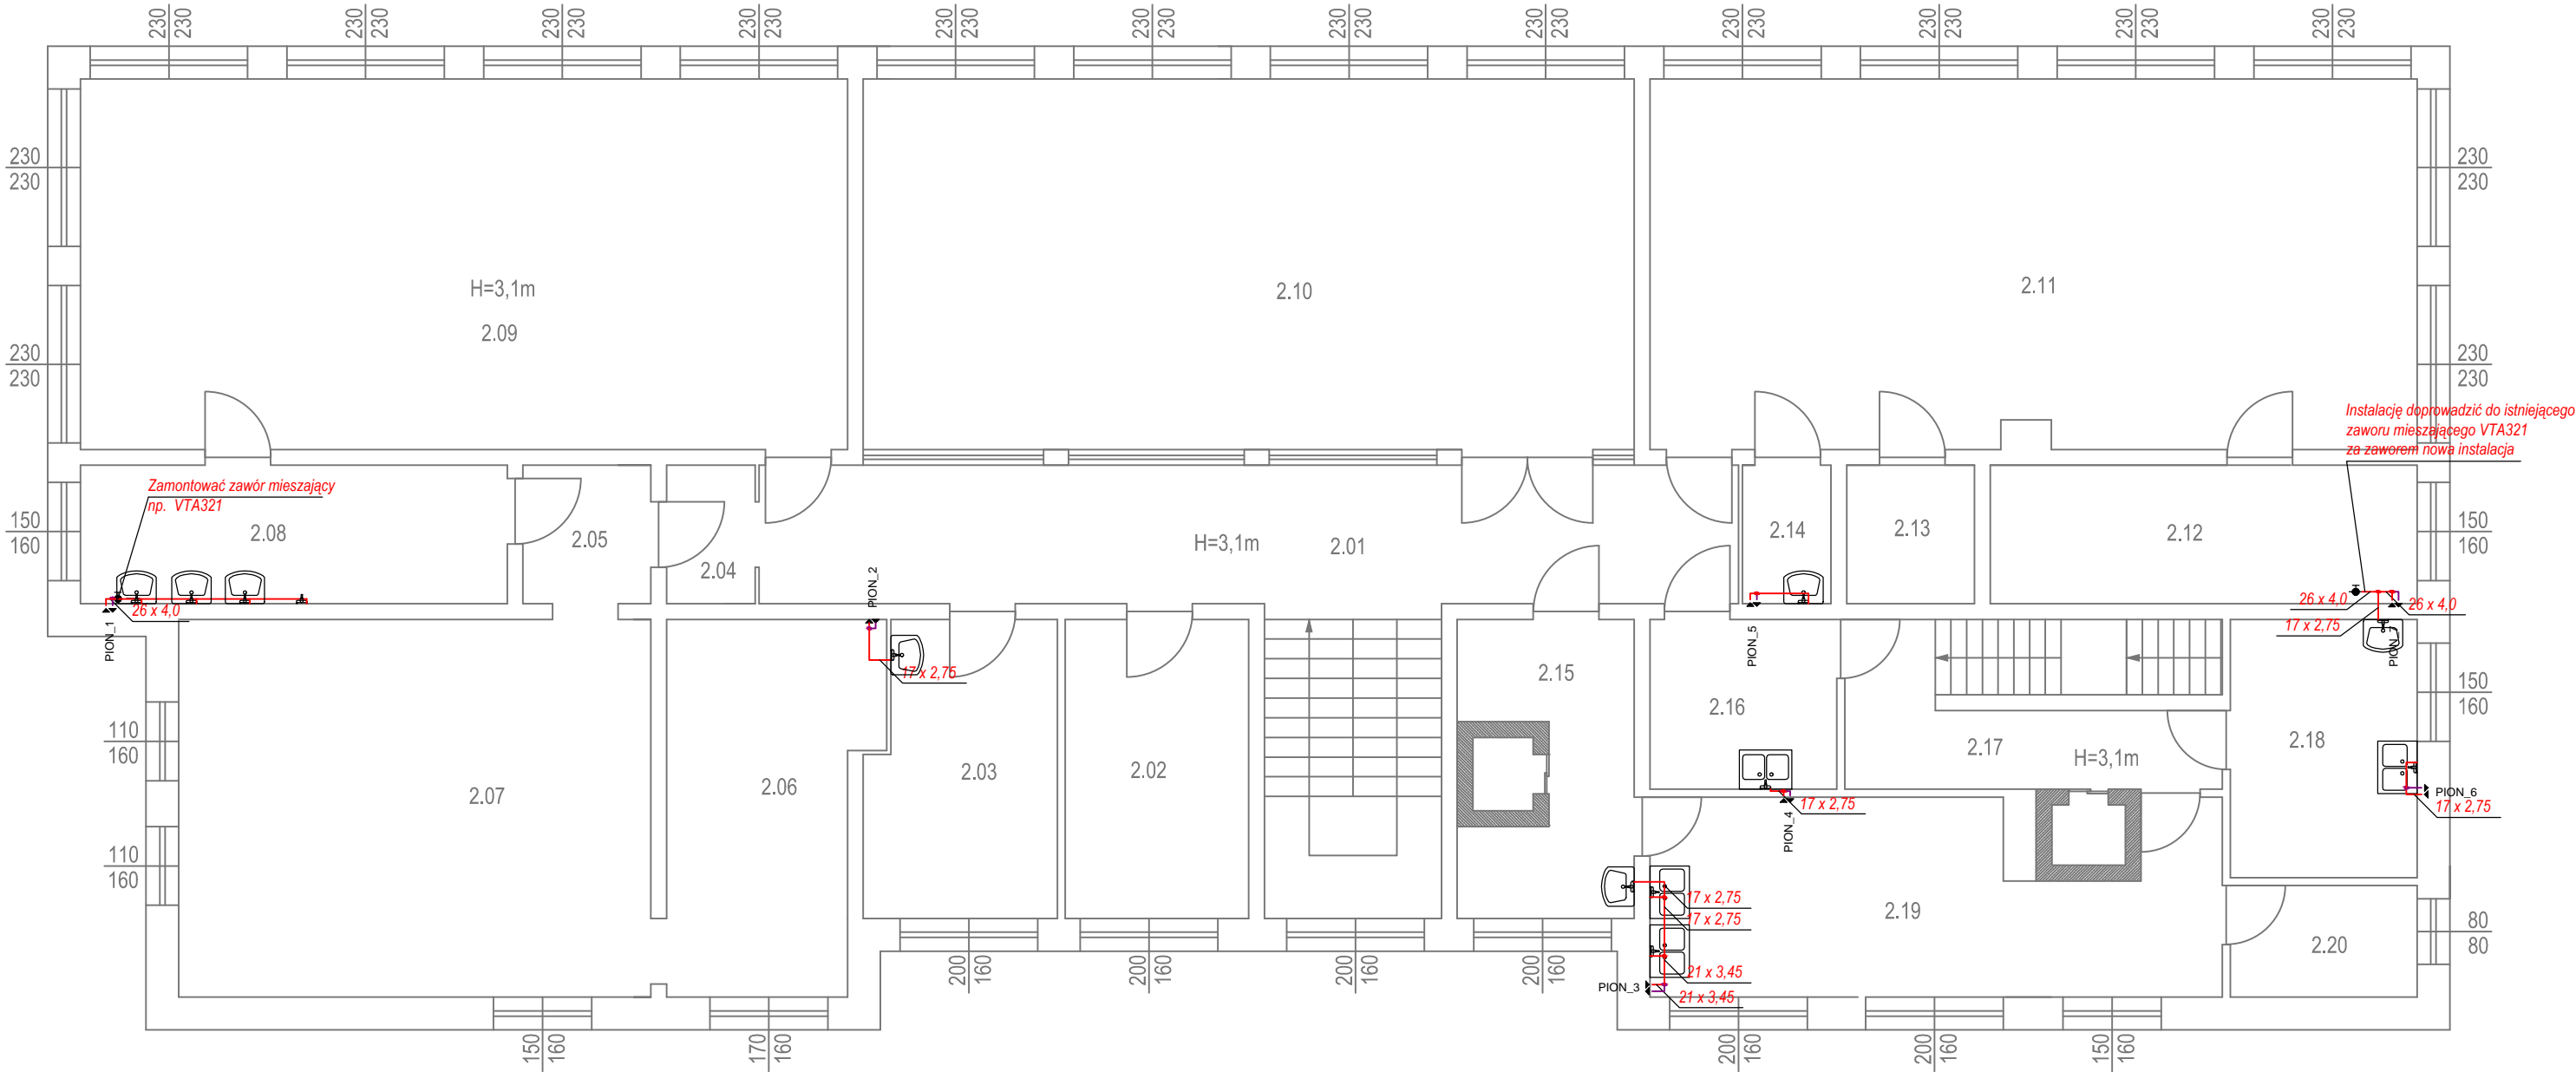 230 230 230 230 230 230 230 230 230 230 230 230
230 230 230 230 230 230 230 230 230 230 230 230
230
230
230
230
H=3,1m
2.09
2.10
2.11
230
230
230
230
Instalację doprowadzić do istniejącego
zaworu mieszającego VTA321
za zaworem nowa instalacja
Zamontować zawór mieszający
np. VTA321
150
160
2.08
2.05
2.04
H=3,1m
2.01
2.14
2.13
2.12
150
160
26 x 4,0
PION_1
PION_2
17 x 2,75
PION_5
26 x 4,0
26 x 4,0
17 x 2,75
PION_7
150
160
110
160
110
160
2.07
2.06
2.03
2.02
2.15
2.16
2.17
H=3,1m
2.18
17 x 2,75
PION_4
PION_6
17 x 2,75
17 x 2,75
17 x 2,75
2.19
2.20
80
80
21 x 3,45
21 x 3,45
PION_3
200
160
200
160
200
160
200
160
150
160
170
160
200
160
200
160
150
160